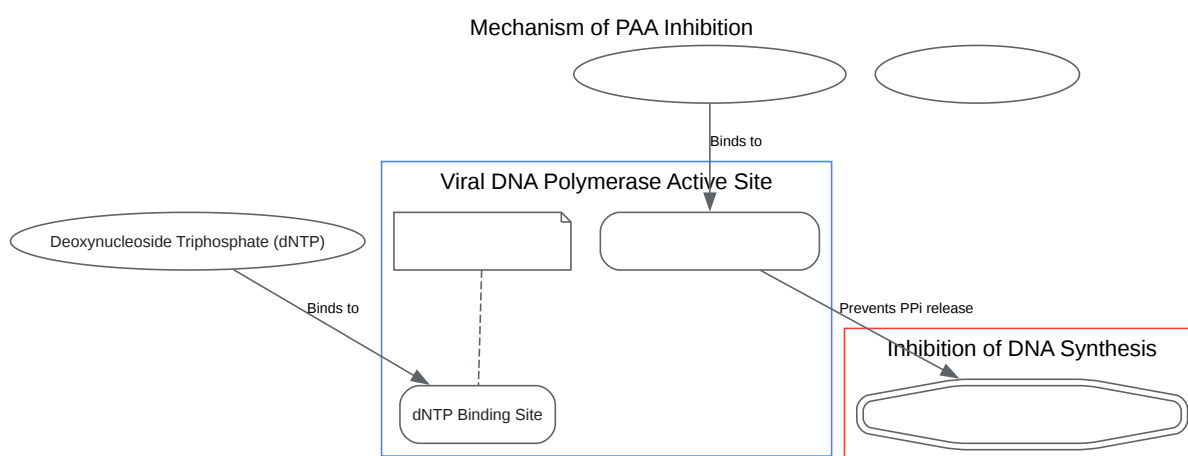 Mechanism of PAA Inhibition
Binds to
Viral DNA Polymerase Active Site
Deoxynucleoside Triphosphate (dNTP)
Binds to
Prevents PPi release
Inhibition of DNA Synthesis
dNTP Binding Site